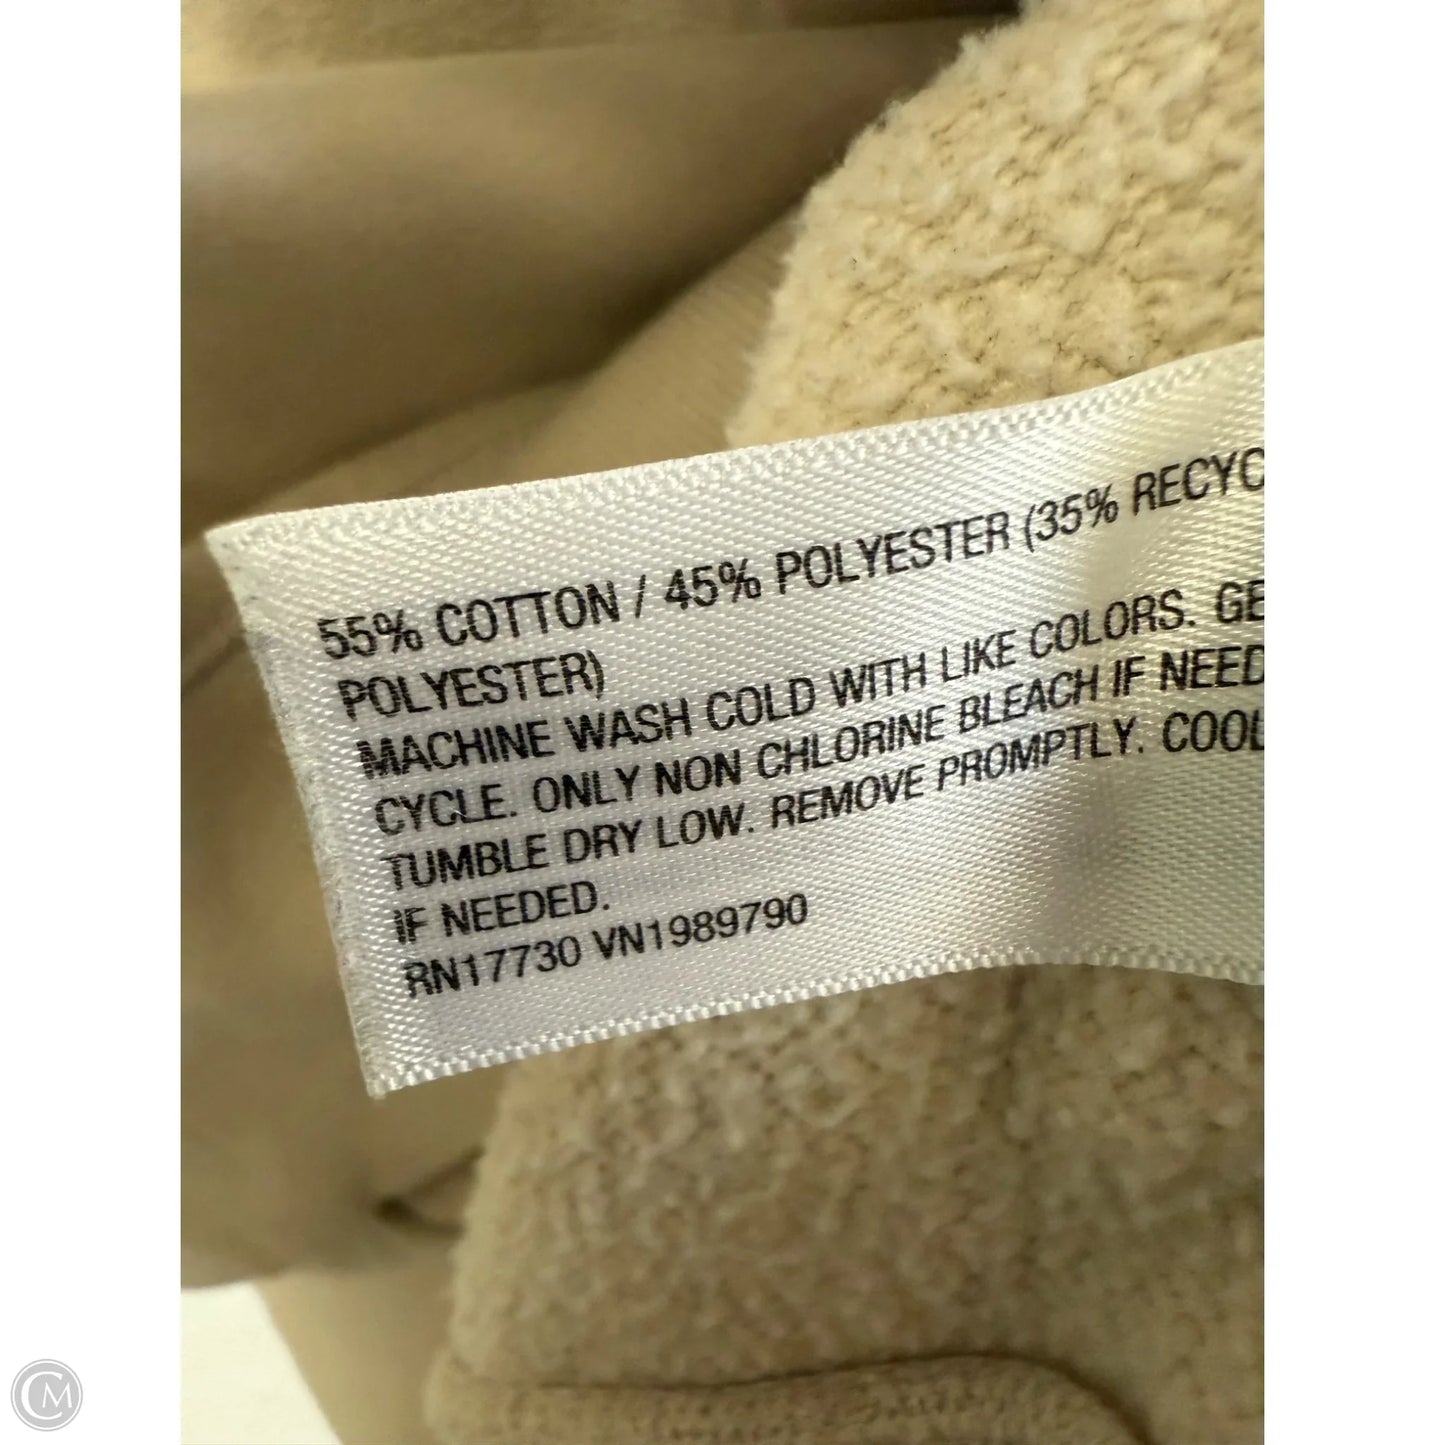 55% COTTON / 45% POLYESTER (35% RECYC
POLYESTER)
MACHINE WASH COLD WITH LIKE COLORS. GE
CYCLE. ONLY NON CHLORINE BLEACH IF NEED
TUMBLE DRY LOW. REMOVE PROMPTLY. COOL
IF NEEDED.
RN17730 VN1989790
CM